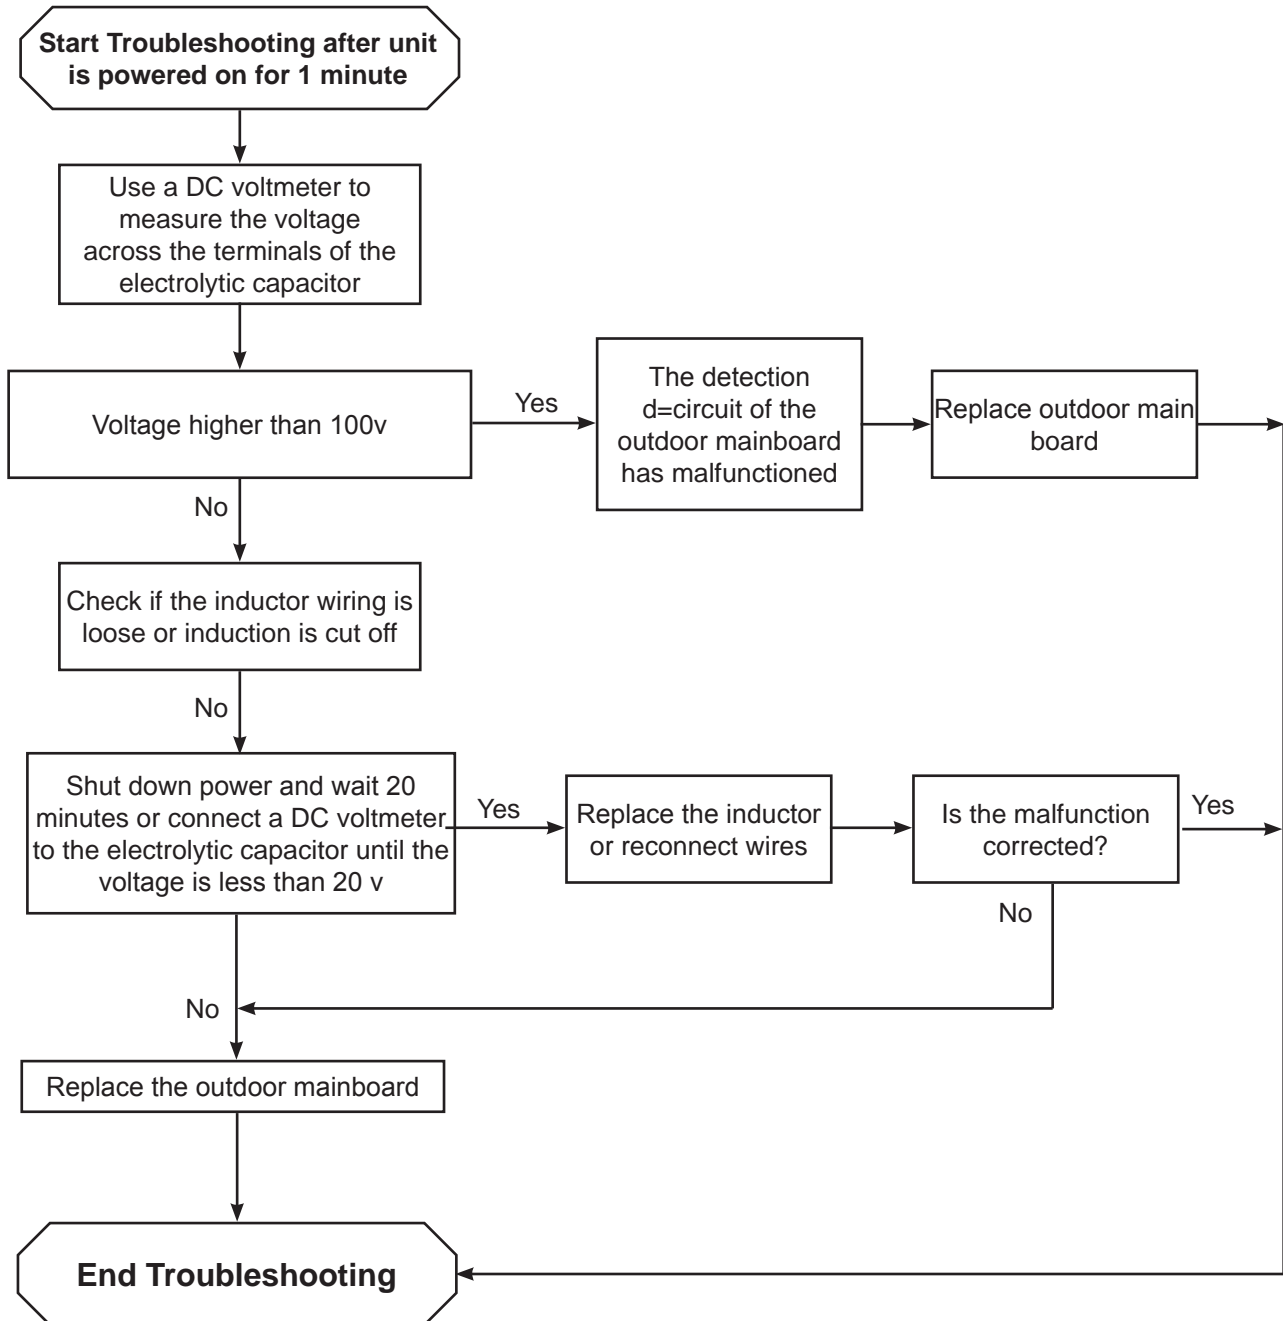 Start Troubleshooting after unit
is powered on for 1 minute
Use a DC voltmeter to
measure the voltage
across the terminals of the
electrolytic capacitor
Voltage higher than 100v
Yes
The detection
d=circuit of the
outdoor mainboard
has malfunctioned
Replace outdoor main
board
No
Check if the inductor wiring is
loose or induction is cut off
No
Shut down power and wait 20
minutes or connect a DC voltmeter
to the electrolytic capacitor until the
voltage is less than 20 v
Yes
Replace the inductor
or reconnect wires
Is the malfunction
corrected?
Yes
No
No
Replace the outdoor mainboard
End Troubleshooting